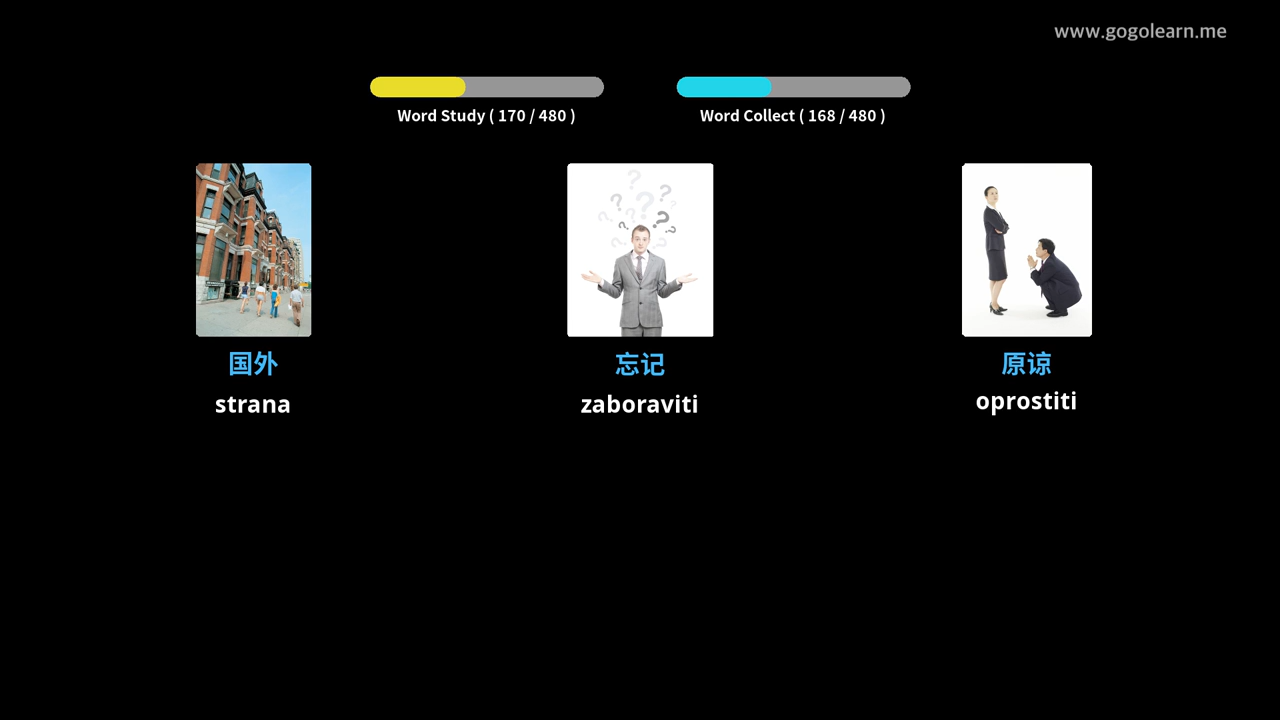 www.gogolearn.me
Word Study ( 170 / 480 )
Word Collect ( 168 / 480 )
国外
忘记
原谅
strana
zaboraviti
oprostiti